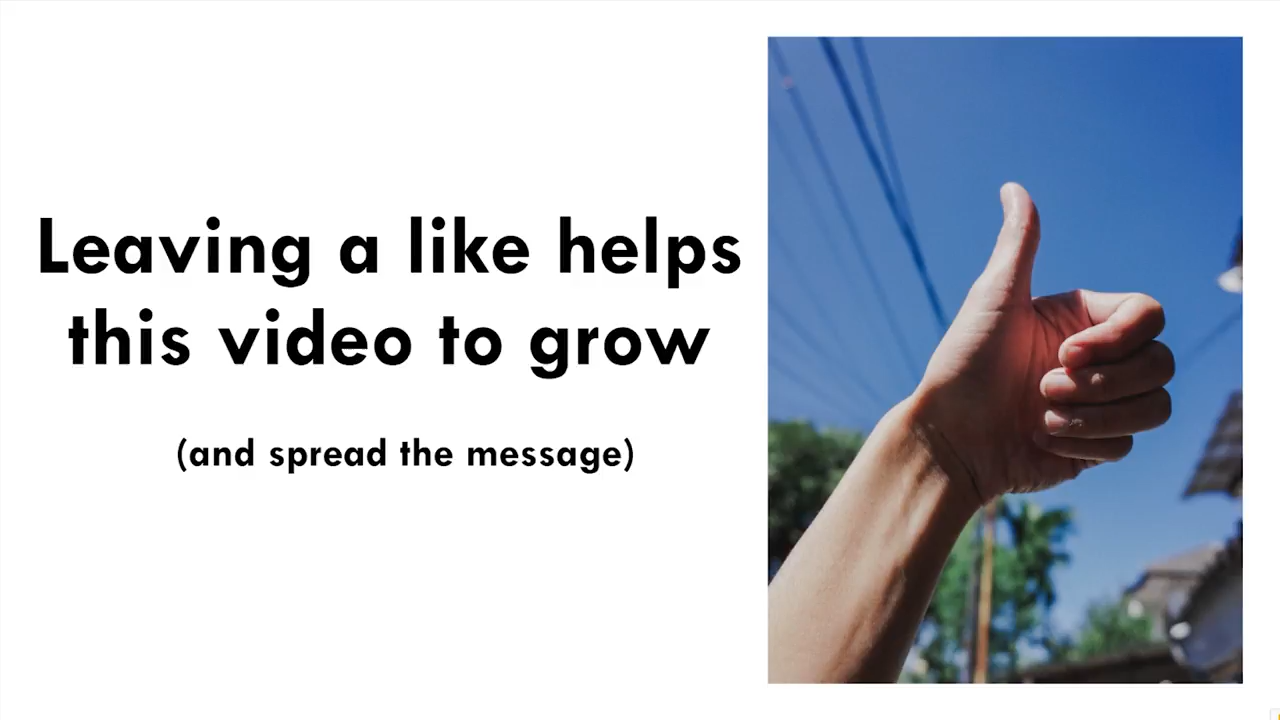 Leaving a like helps
this video to grow
(and spread the message)